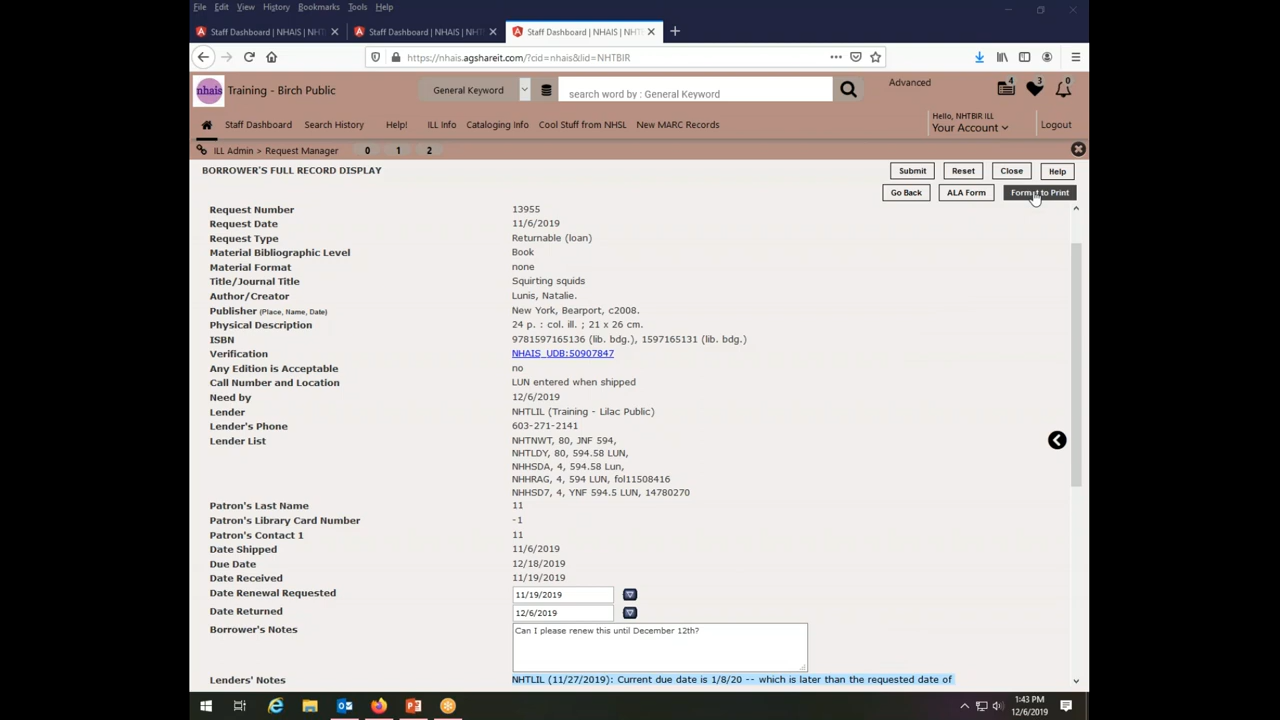 File Edit View History Bookmarks Tools Help
Staff Dashboard | NHAIS | NHT Staff Dashboard | NHAIS | NHT Staff Dashboard | NHAIS | NHT
https://nhais.agshareit.com/?cid=nhais&lid=NHTBIR
nhais Training - Birch Public General Keyword search word by : General Keyword Advanced 4 3 0
Staff Dashboard Search History Help! ILL Info Cataloging Info Cool Stuff from NHSL New MARC Records Hello, NHTBIR ILL
Your Account Logout
ILL Admin > Request Manager 0 1 2
BORROWER'S FULL RECORD DISPLAY Submit Reset Close Help
Go Back ALA Form Format to Print
Request Number 13955
Request Date 11/6/2019
Request Type Returnable (loan)
Material Bibliographic Level Book
Material Format none
Title/Journal Title Squirting squids
Author/Creator Lunis, Natalie.
Publisher (Place, Name, Date) New York, Bearport, c2008.
Physical Description 24 p. : col. ill. ; 21 x 26 cm.
ISBN 9781597165136 (lib. bdg.), 1597165131 (lib. bdg.)
Verification NHAIS_UDB:50907847
Any Edition is Acceptable no
Call Number and Location LUN entered when shipped
Need by 12/6/2019
Lender NHTLIL (Training - Lilac Public)
Lender's Phone 603-271-2141
Lender List NHTNWT, 80, JNF 594,
NHTLDY, 80, 594.58 LUN,
NHHSDA, 4, 594.58 Lun,
NHHRAG, 4, 594 LUN, fol11508416
NHHSD7, 4, YNF 594.5 LUN, 14780270
Patron's Last Name 11
Patron's Library Card Number -1
Patron's Contact 1 11
Date Shipped 11/6/2019
Due Date 12/18/2019
Date Received 11/19/2019
Date Renewal Requested 11/19/2019
Date Returned 12/6/2019
Borrower's Notes Can I please renew this until December 12th?
Lenders' Notes NHTLIL (11/27/2019): Current due date is 1/8/20 -- which is later than the requested date of
1:43 PM
12/6/2019